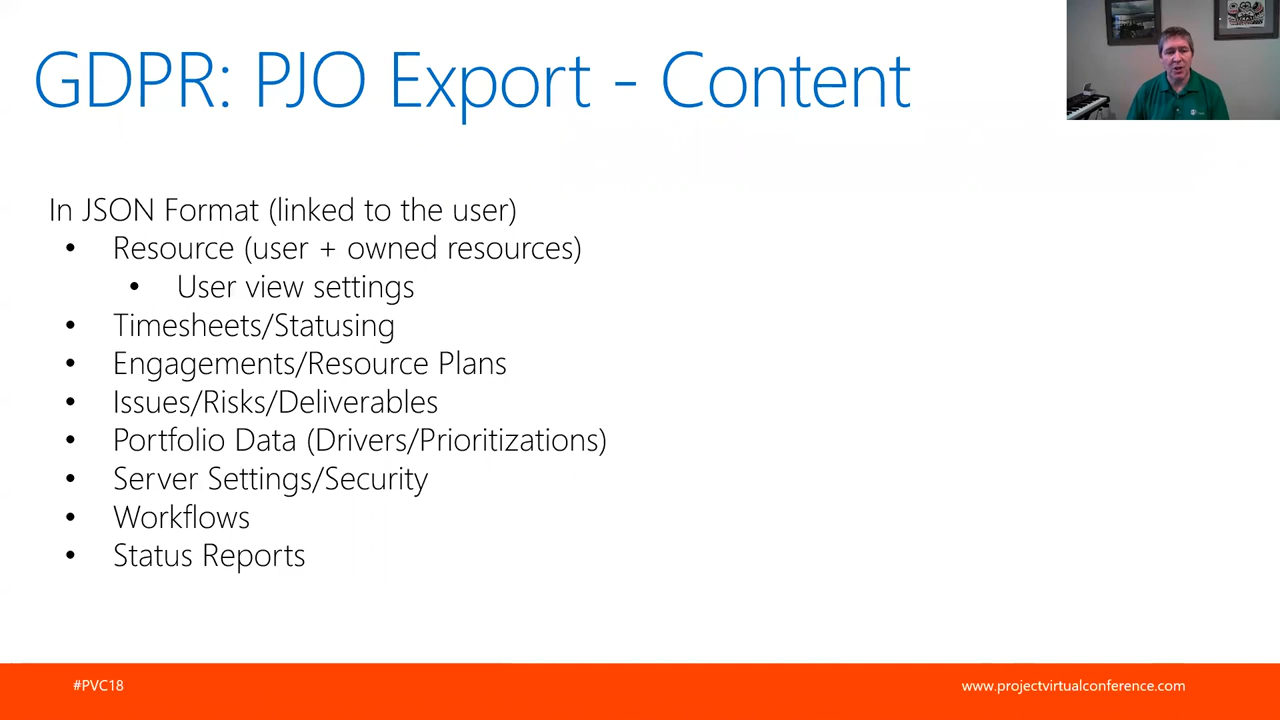 GDPR: PJO Export - Content
In JSON Format (linked to the user)
• Resource (user + owned resources)
• User view settings
• Timesheets/Statusing
• Engagements/Resource Plans
• Issues/Risks/Deliverables
• Portfolio Data (Drivers/Prioritizations)
• Server Settings/Security
• Workflows
• Status Reports
#PVC18
www.projectvirtualconference.com